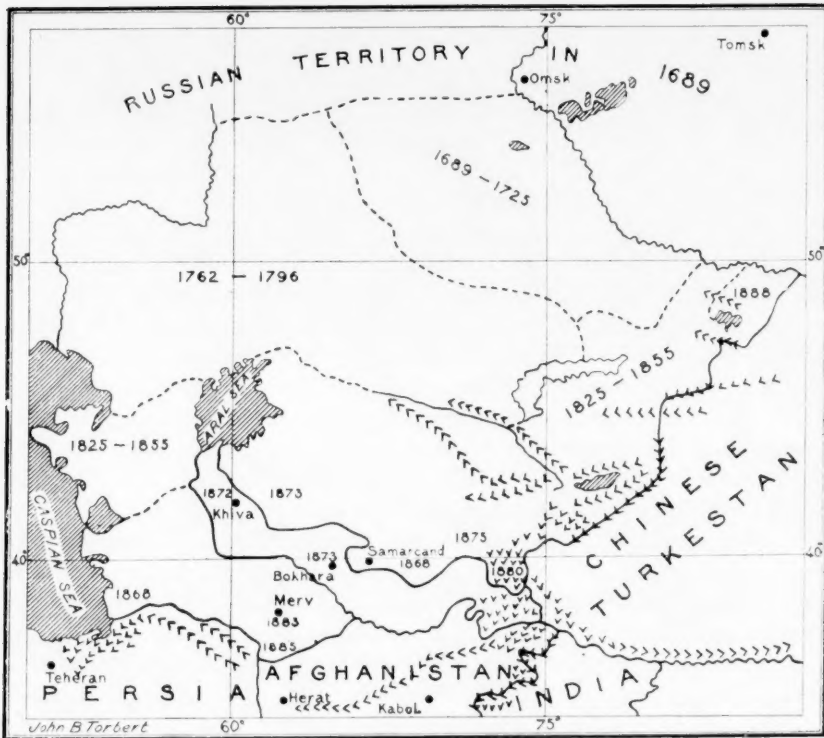 60°
75°
RUSSIAN TERRITORY IN
Tomsk
Omsk
1689
1689–1725
50°
50°
1762 – 1796
1888
1825–1855
ARAL SEA
1825–1855
CASPIAN SEA
1872
Khiva
1873
CHINESE
TURKESTAN
40°
40°
1873
Bokhara
Samarcand
1868
1875
1880
1868
Merv
1883
1885
Teheran
PERSIA
AFGHANISTAN
INDIA
Herat
Kabol
John B Torbert
60°
75°